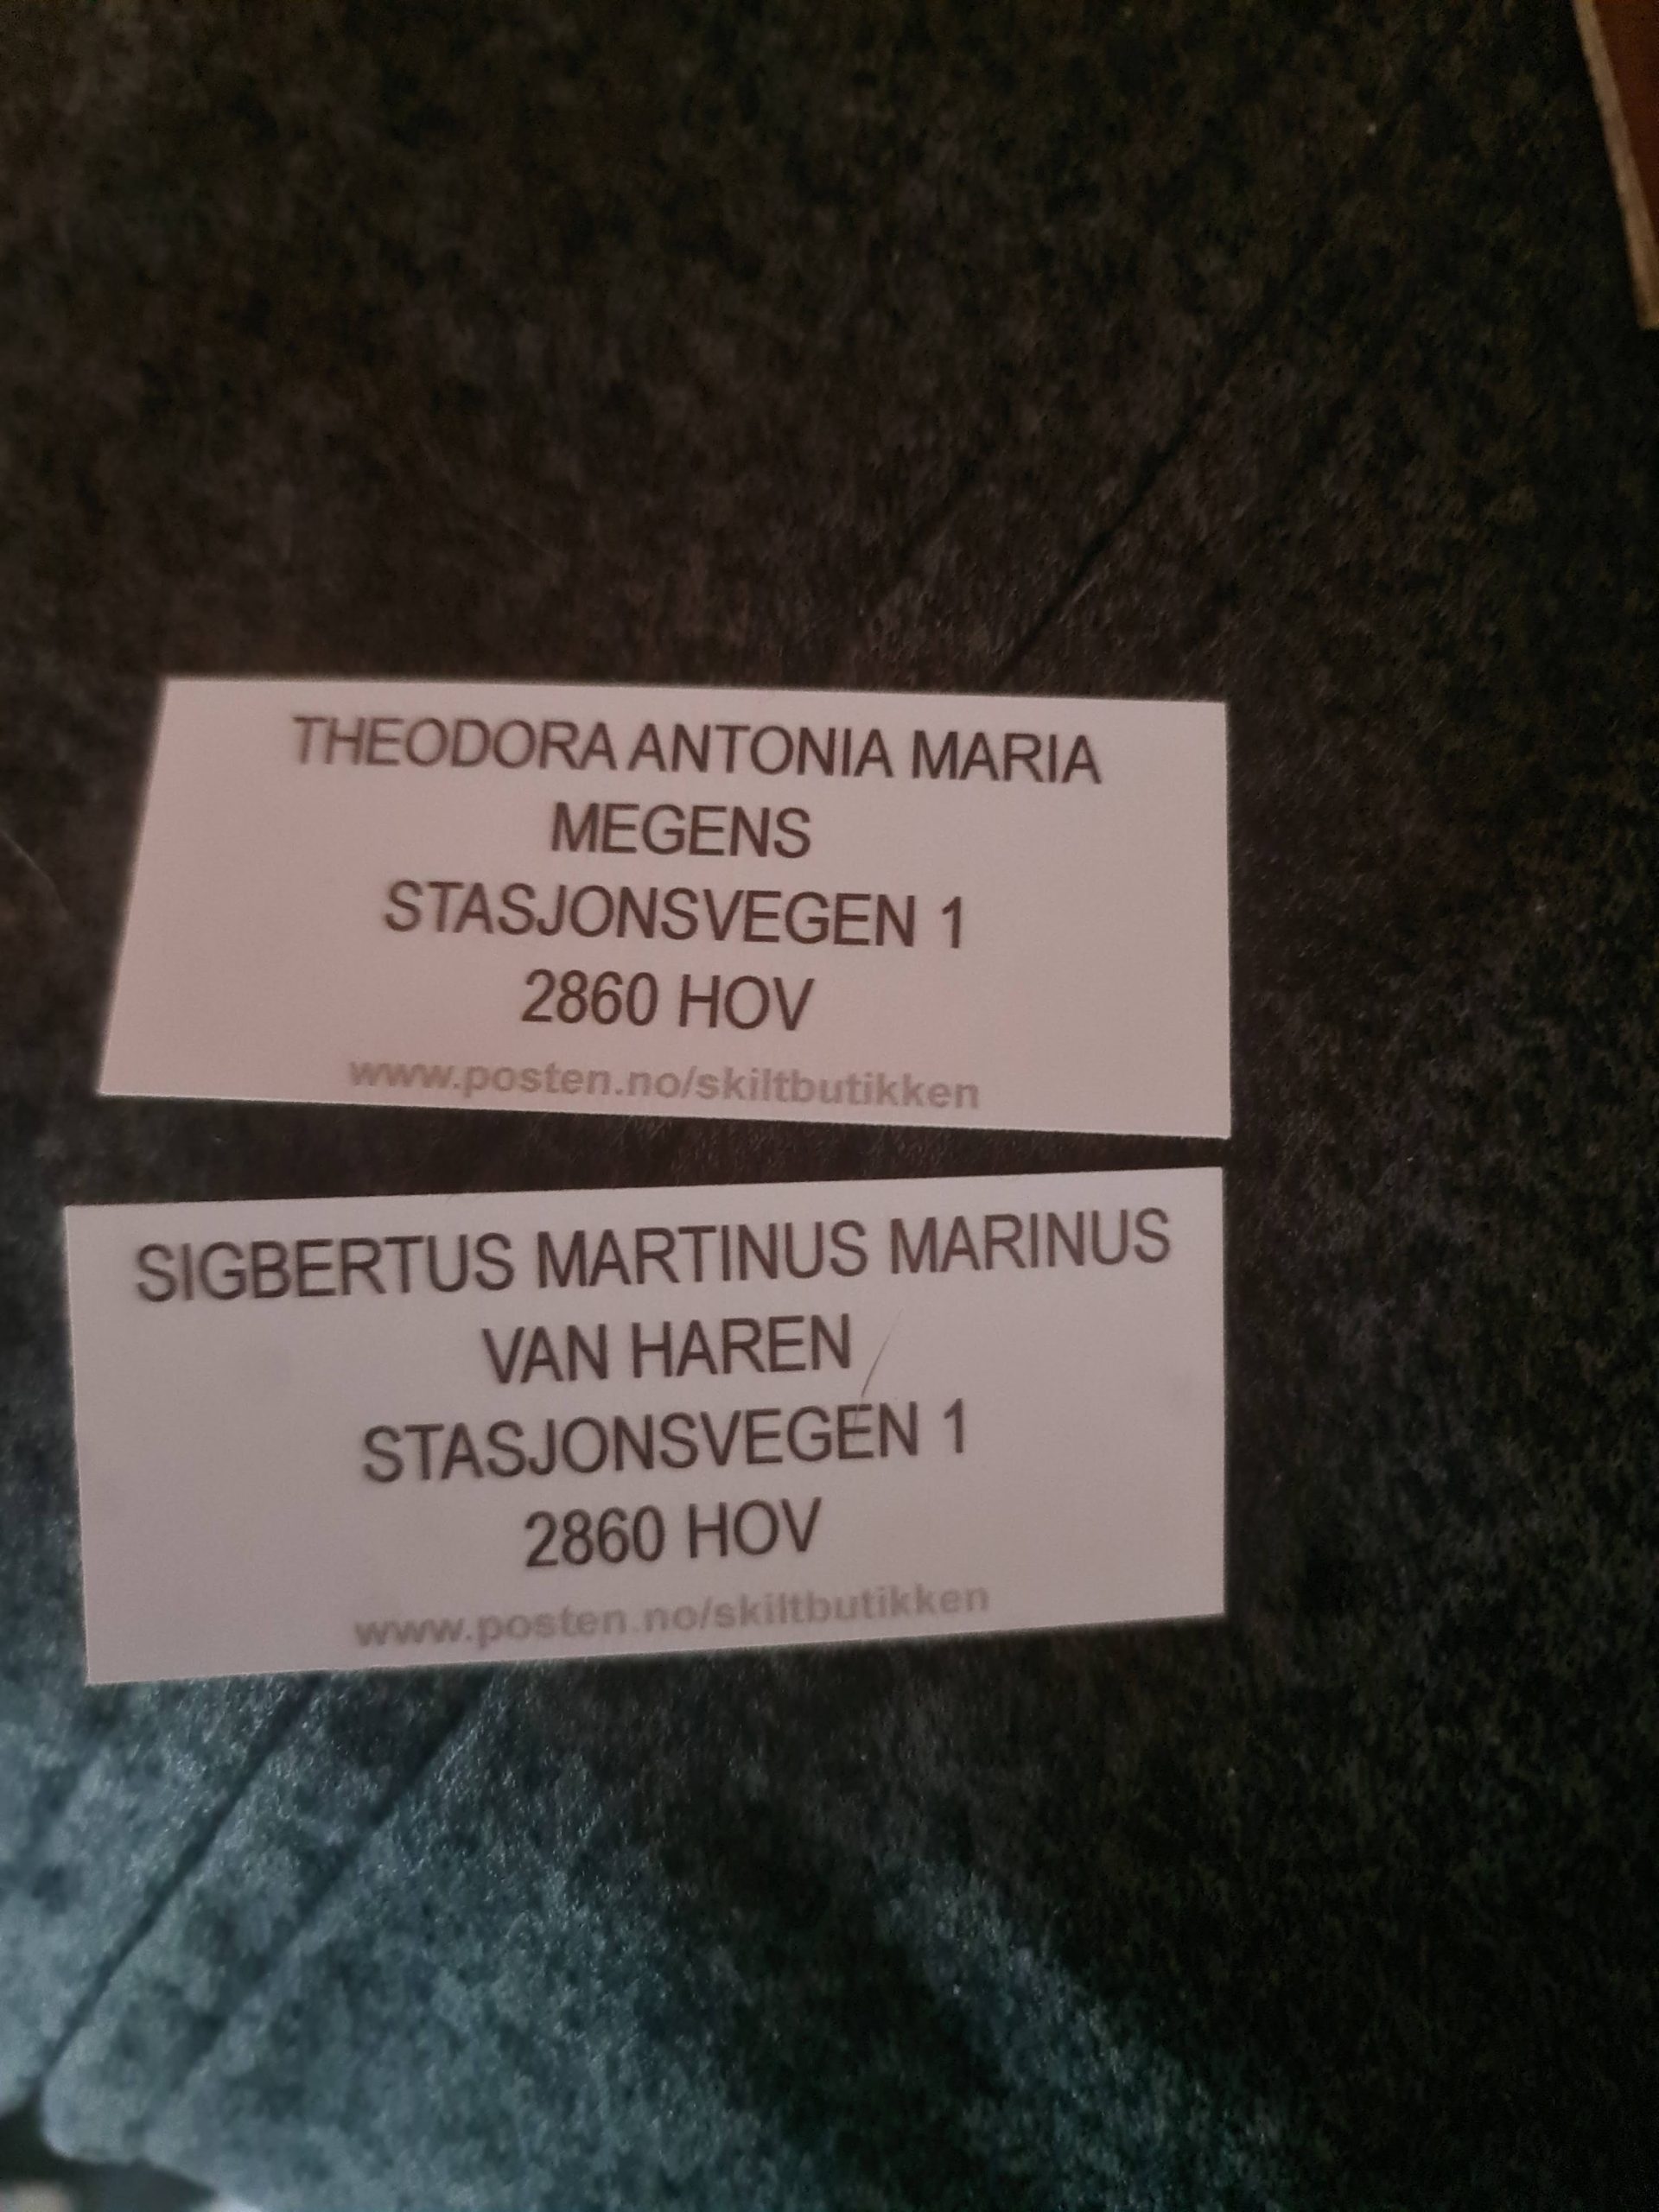 THEODORA ANTONIA MARIA
MEGENS
STASJONSVEGEN 1
2860 HOV
www.posten.no/skiltbutikken
SIGBERTUS MARTINUS MARINUS
VAN HAREN
STASJONSVEGEN 1
2860 HOV
www.posten.no/skiltbutikken